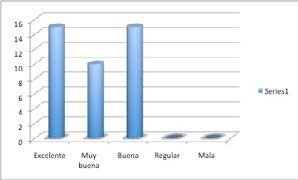 16
14
12
10
8
6
4
2
0
Excelente
Muy
buena
Buena
Regular
Mala
Series1